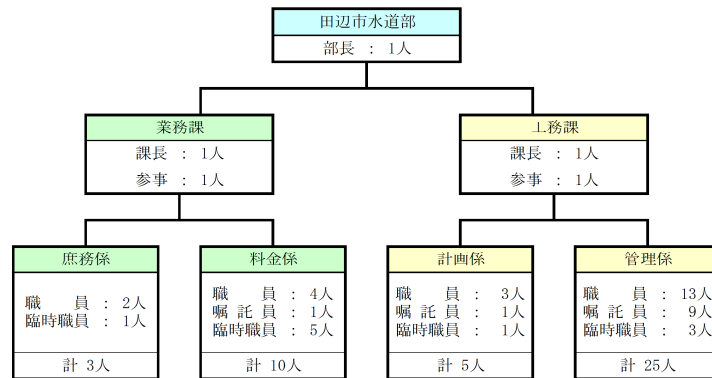 田辺市水道部
部長 : 1人
業務課
課長 : 1人
参事 : 1人
工務課
課長 : 1人
参事 : 1人
庶務係
職 員 : 2人
臨時職員 : 1人
計 3人
料金係
職 員 : 4人
嘱託員 : 1人
臨時職員 : 5人
計 10人
計画係
職 員 : 3人
嘱託員 : 1人
臨時職員 : 1人
計 5人
管理係
職 員 : 13人
嘱託員 : 9人
臨時職員 : 3人
計 25人